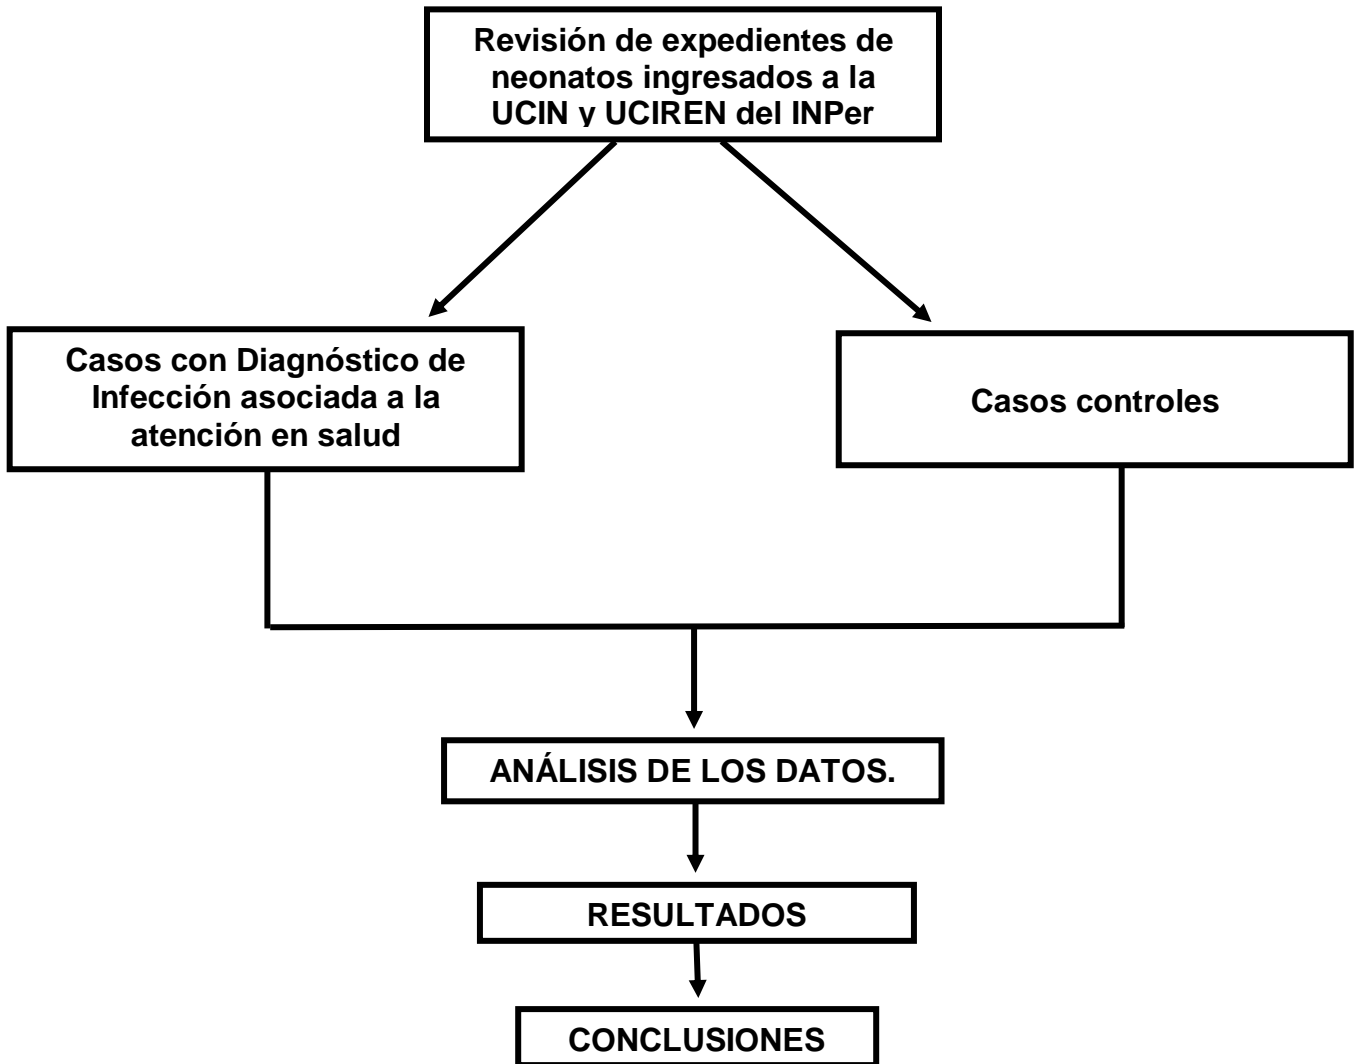 Revisión de expedientes de
neonatos ingresados a la
UCIN y UCIREN del INPer
Casos con Diagnóstico de
Infección asociada a la
atención en salud
Casos controles
ANÁLISIS DE LOS DATOS.
RESULTADOS
CONCLUSIONES